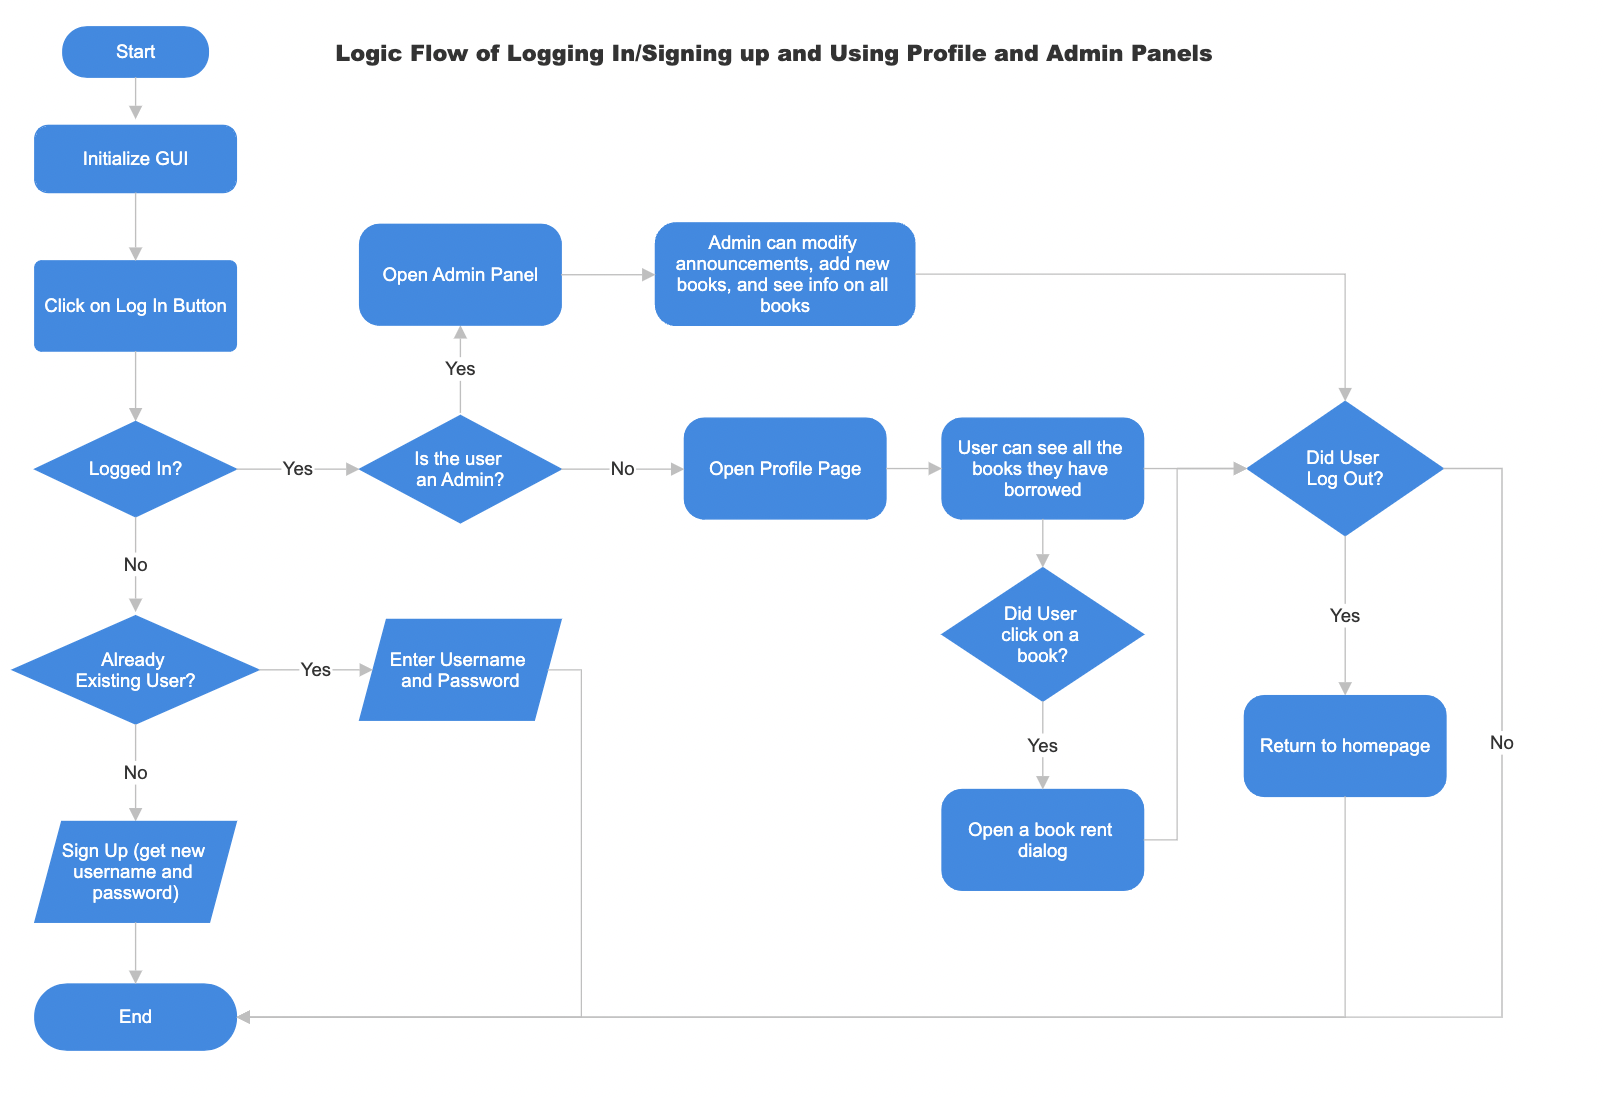 Start
Logic Flow of Logging In/Signing up and Using Profile and Admin Panels
Initialize GUI
Click on Log In Button
Open Admin Panel
Admin can modify
announcements, add new
books, and see info on all
books
Yes
Logged In?
Yes
Is the user
an Admin?
No
Open Profile Page
User can see all the
books they have
borrowed
Did User
Log Out?
No
Did User
click on a
book?
Yes
Already
Existing User?
Yes
Enter Username
and Password
Yes
Return to homepage
No
No
Open a book rent
dialog
Sign Up (get new
username and
password)
End